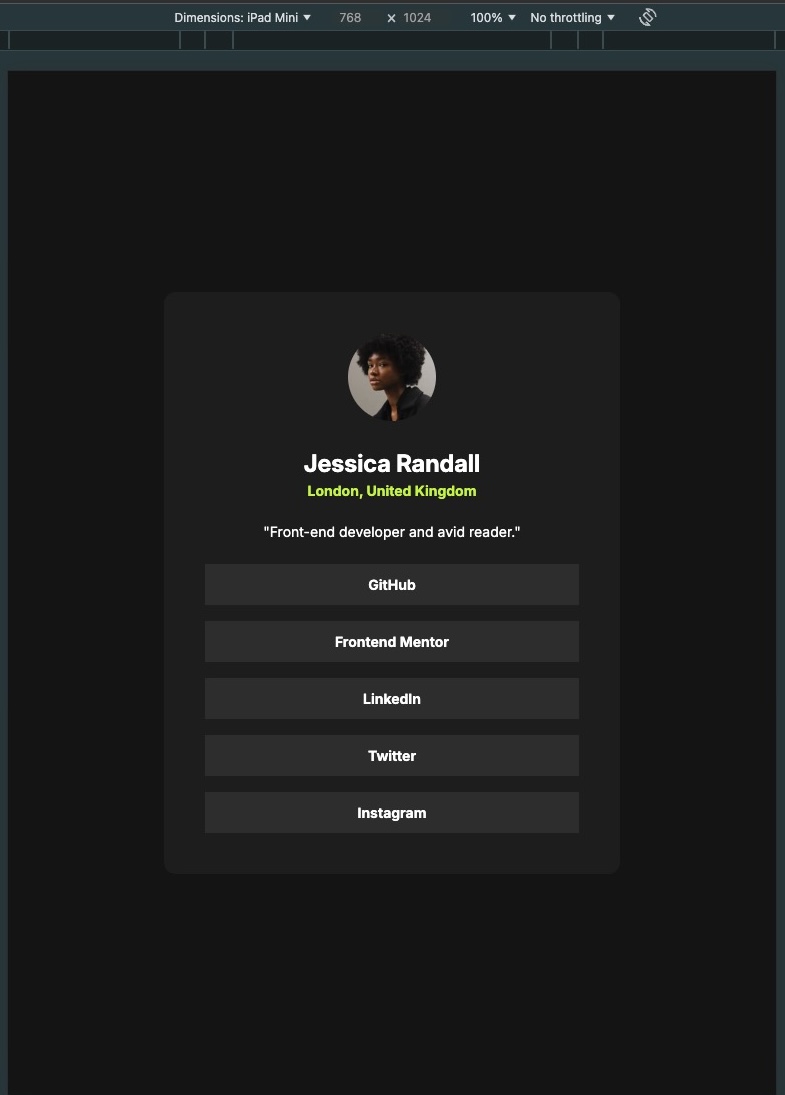 Dimensions: iPad Mini ▼ 768 × 1024 100% ▼ No throttling ▼
Jessica Randall
London, United Kingdom
"Front-end developer and avid reader."
GitHub
Frontend Mentor
LinkedIn
Twitter
Instagram